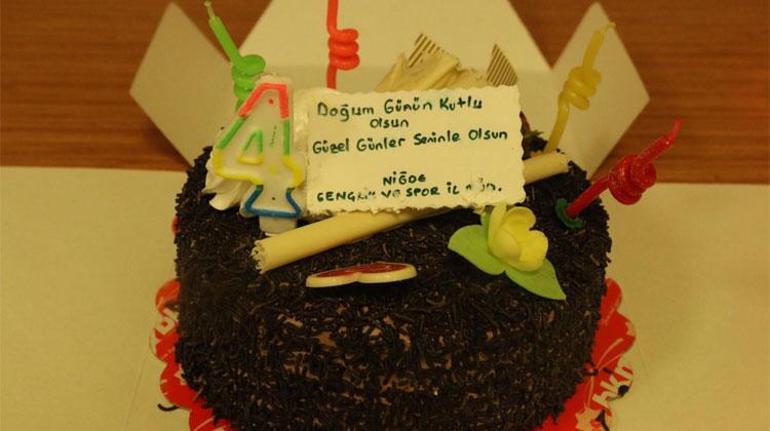 4
Doğum Günün Kutlu
Olsun
Güzel Günler Seninle Olsun
NİĞDE
VE SPOR İL